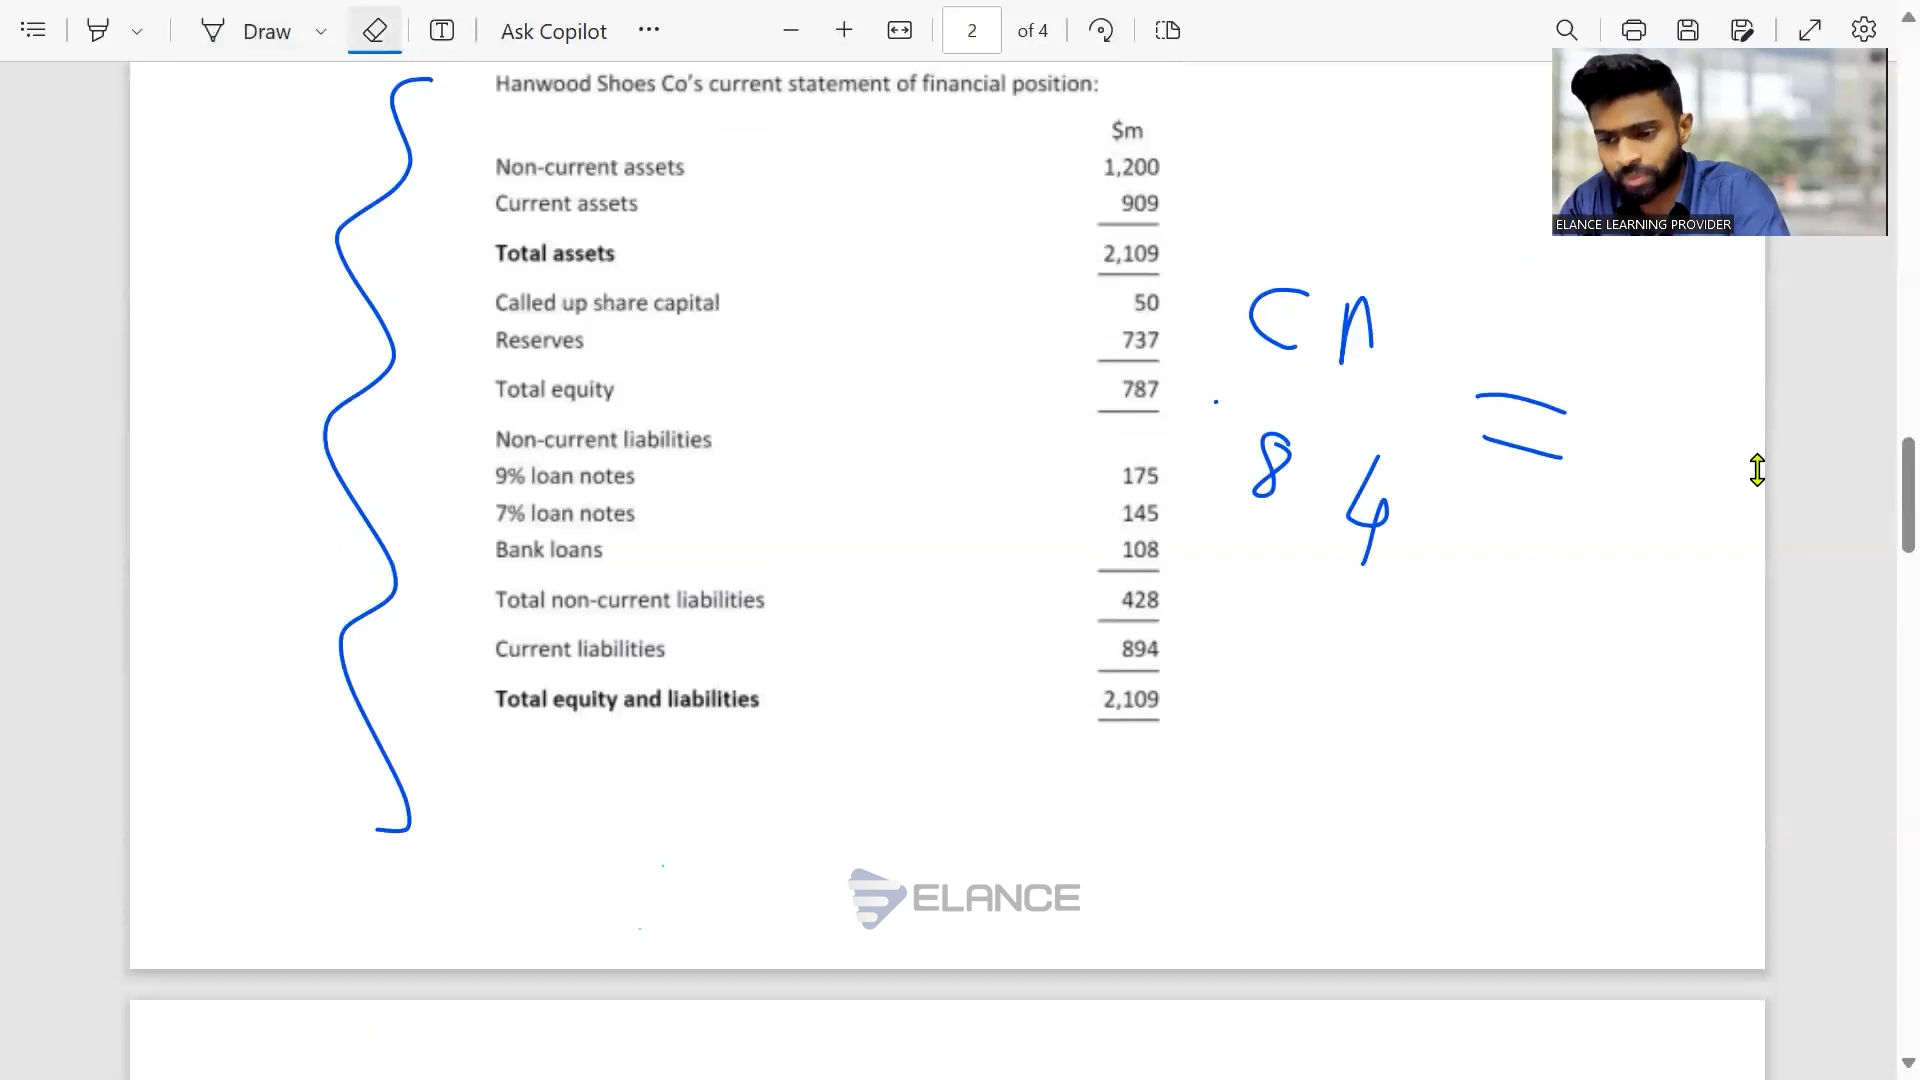 Draw
Ask Copilot
2 of 4
ELANCE LEARNING PROVIDER
Hanwood Shoes Co's current statement of financial position:
$m
Non-current assets 1,200
Current assets 909
Total assets 2,109
Called up share capital 50
Reserves 737
Total equity 787
Non-current liabilities
9% loan notes 175
7% loan notes 145
Bank loans 108
Total non-current liabilities 428
Current liabilities 894
Total equity and liabilities 2,109
8 4 =
ELANCE